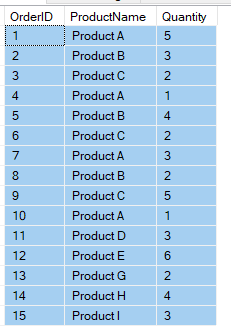 OrderID ProductName Quantity
1 Product A 5
2 Product B 3
3 Product C 2
4 Product A 1
5 Product B 4
6 Product C 2
7 Product A 3
8 Product B 2
9 Product C 5
10 Product A 1
11 Product D 3
12 Product E 6
13 Product G 2
14 Product H 4
15 Product I 3